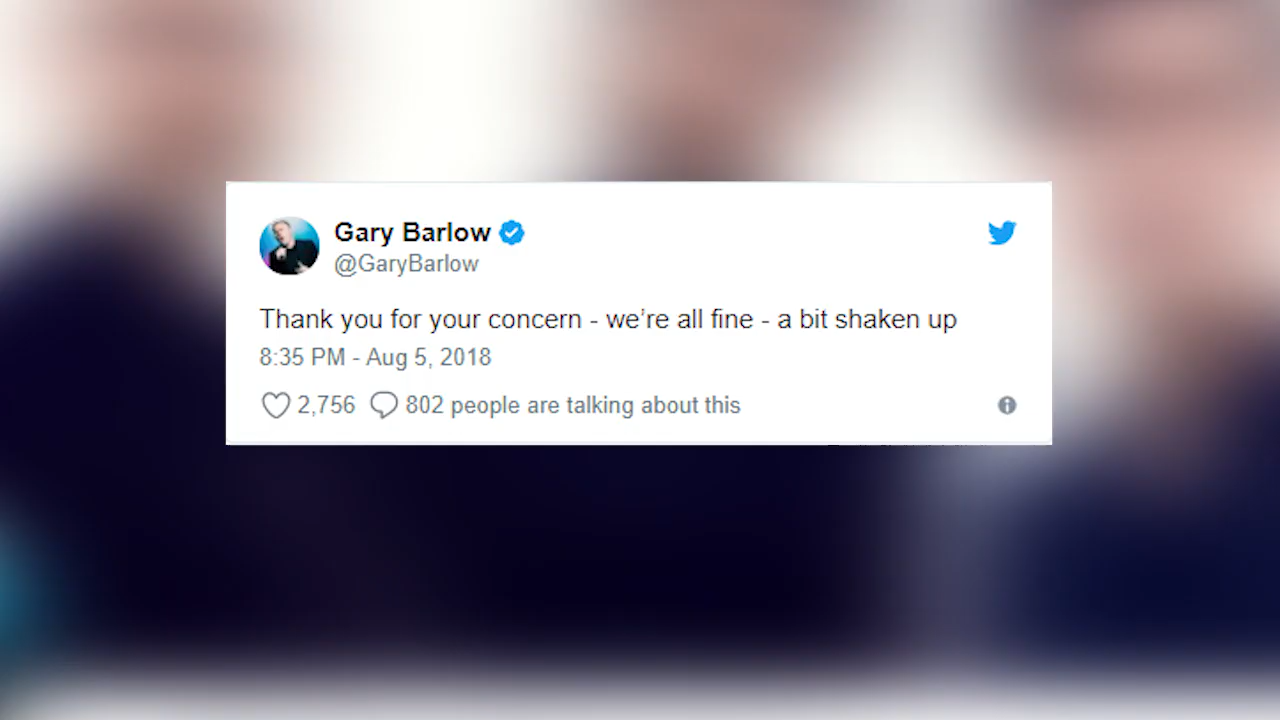 Gary Barlow
@GaryBarlow
Thank you for your concern - we’re all fine - a bit shaken up
8:35 PM - Aug 5, 2018
2,756 802 people are talking about this